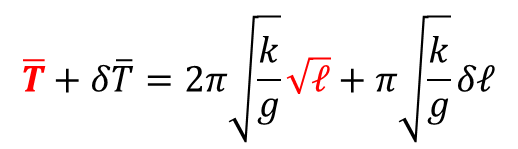 T̅ + δT̅ = 2π√(k/g) √ℓ + π√(k/g) δℓ